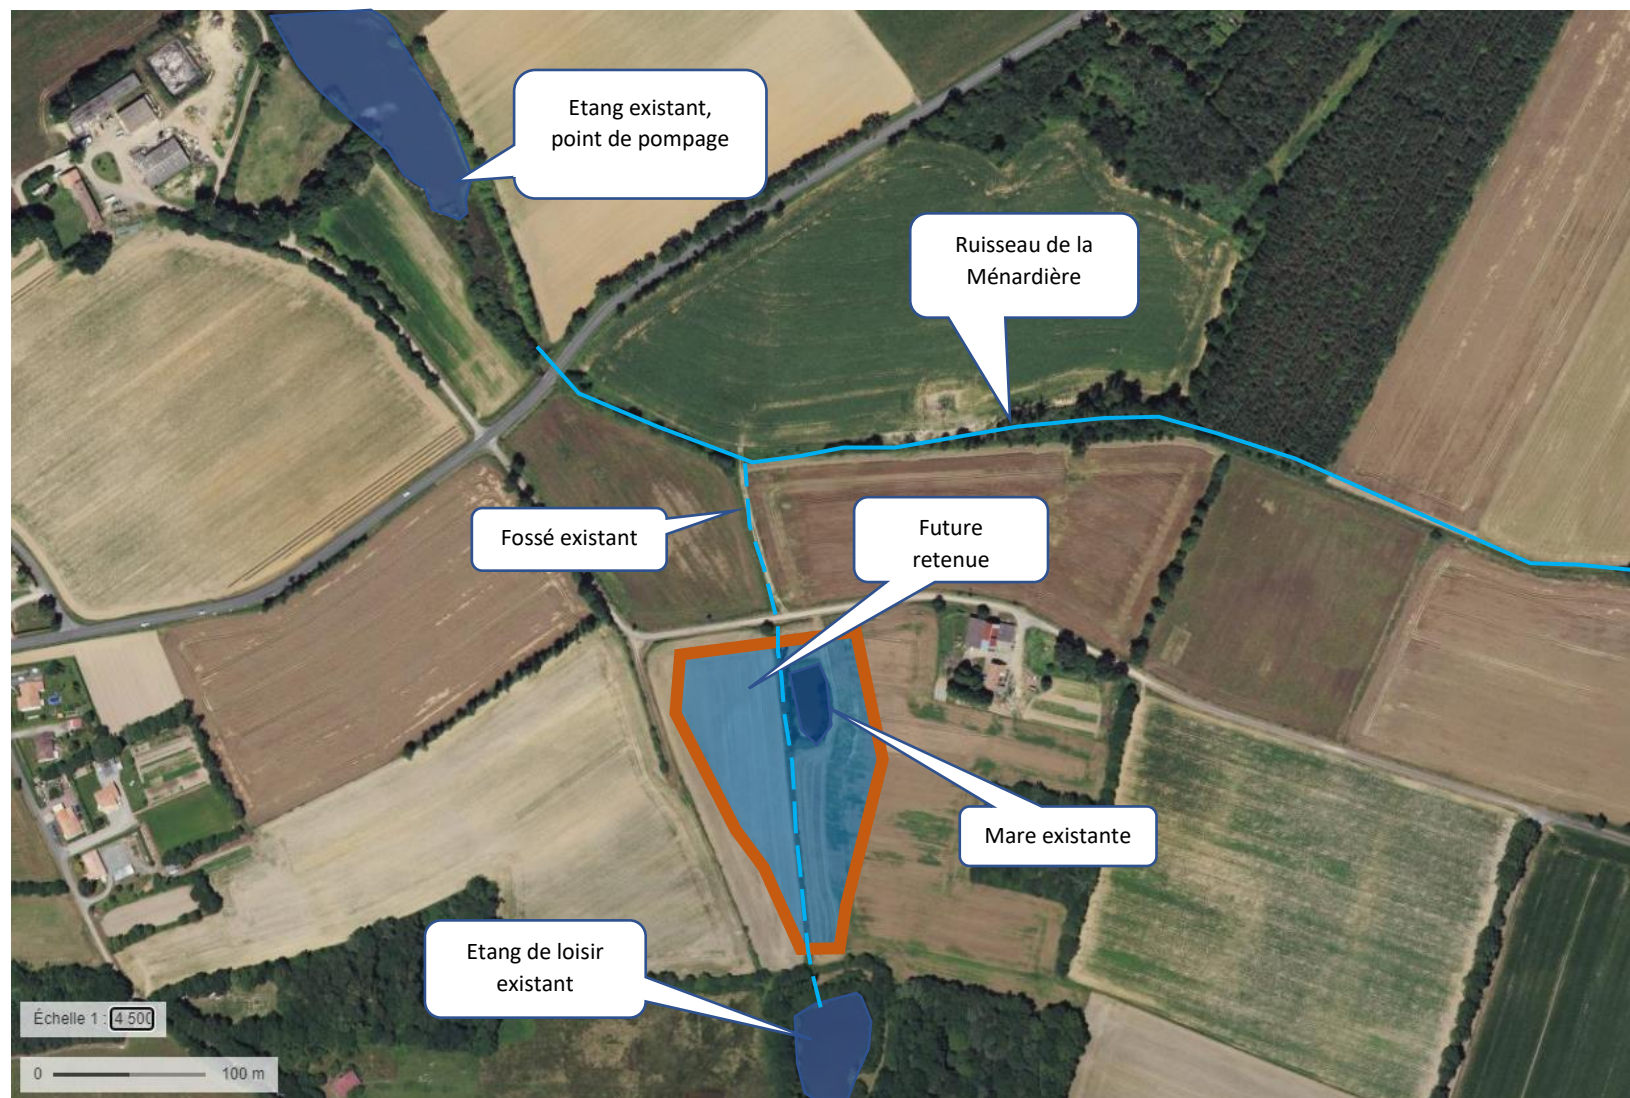 Etang existant,
point de pompage
Ruisseau de la
Ménardière
Fossé existant
Future
retenue
Mare existante
Etang de loisir
existant
Échelle 1 : 4 500
0 100 m